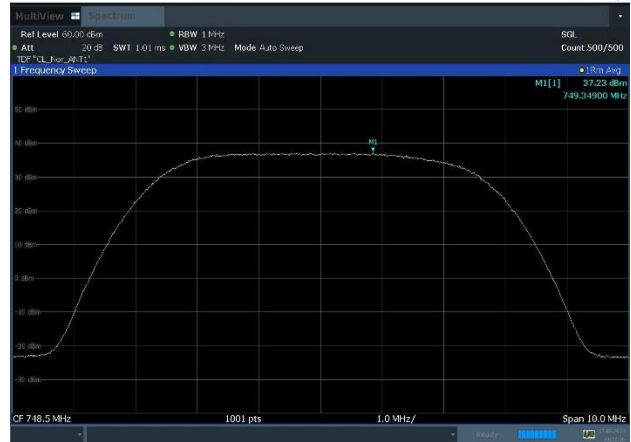 MultiView Spectrum
Ref Level 60.00 dBm RBW 1 MHz SGL
Att 20 dB SWT 1.01 ms VBW 3 MHz Mode Auto Sweep Count 500/500
TDF "CL_Nor_ANT1"
1 Frequency Sweep 1Rm Avg
M1[1] 37.23 dBm
749.34900 MHz
50 dBm
40 dBm
M1
30 dBm
20 dBm
10 dBm
0 dBm
-10 dBm
-20 dBm
-30 dBm
CF 748.5 MHz 1001 pts 1.0 MHz/ Span 10.0 MHz
Ready